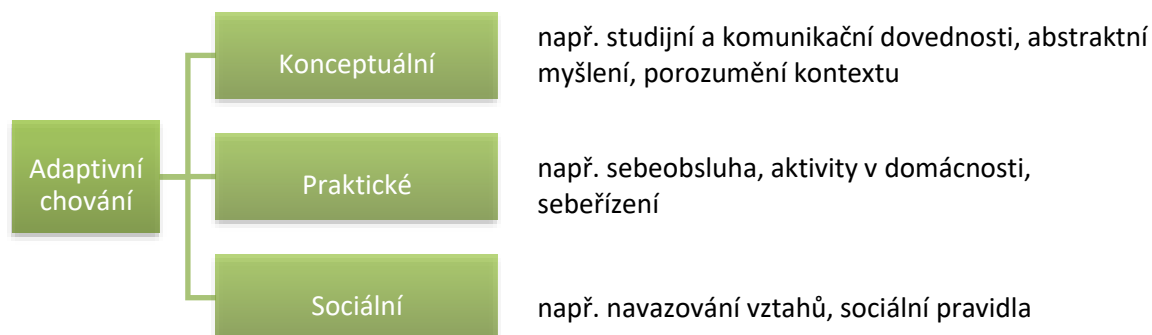 Adaptivní
chování
Konceptuální
např. studijní a komunikační dovednosti, abstraktní
myšlení, porozumění kontextu
Praktické
např. sebeobsluha, aktivity v domácnosti,
sebeřízení
Sociální
např. navazování vztahů, sociální pravidla